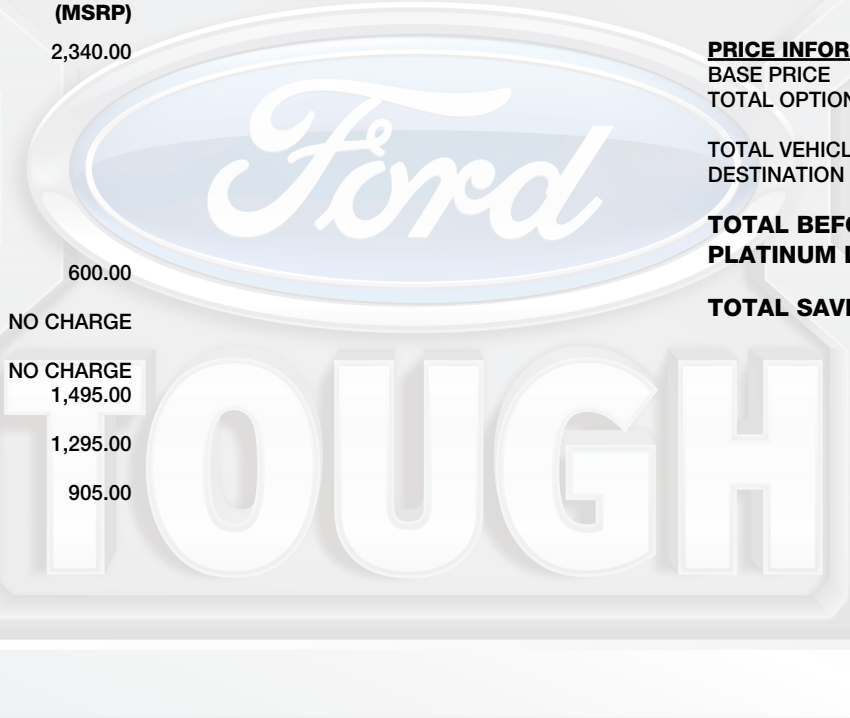 (MSRP)
2,340.00
600.00
NO CHARGE
NO CHARGE
1,495.00
1,295.00
905.00
PRICE INFOR
BASE PRICE
TOTAL OPTION
TOTAL VEHICL
DESTINATION
TOTAL BEFO
PLATINUM
TOTAL SAVI
Ford
TOUGH